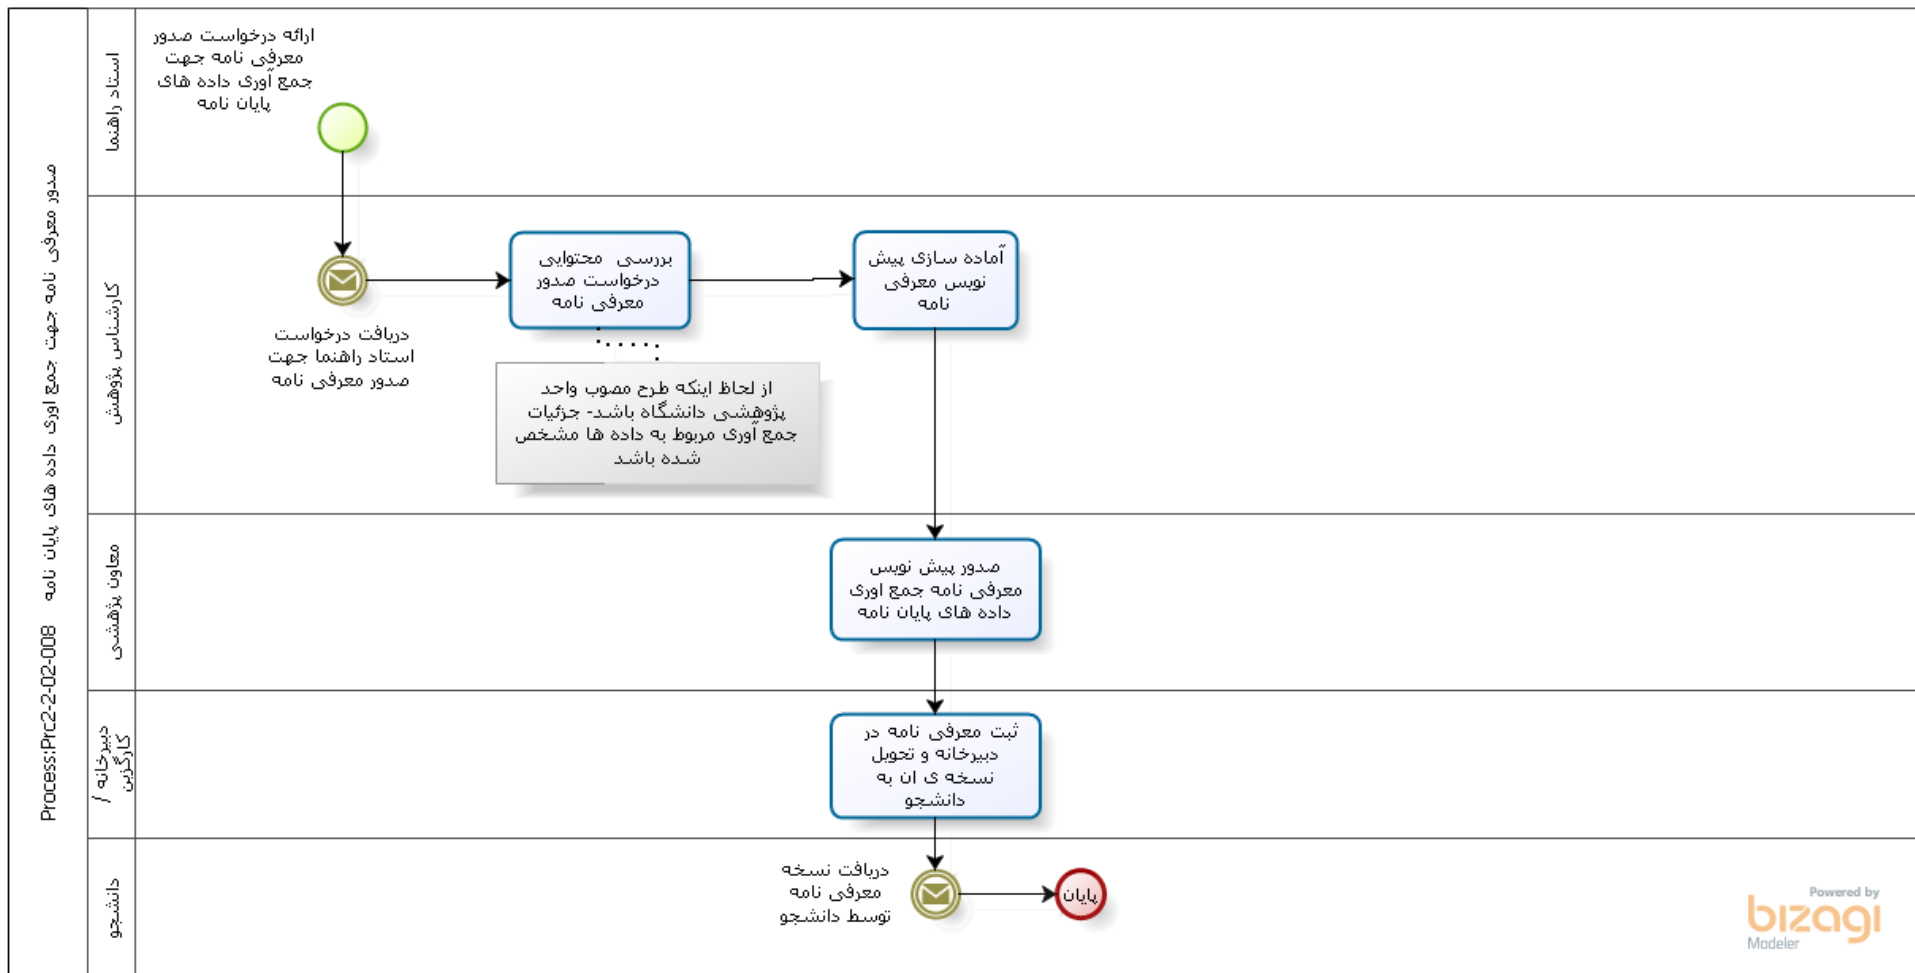 Process:Prc2-2-02-008 صدور معرفی نامه جهت جمع اوری داده های پایان نامه
استاد راهنما
ارائه درخواست صدور
معرفی نامه جهت
جمع آوری داده های
پایان نامه
کارشناس پژوهش
دریافت درخواست
استاد راهنما جهت
صدور معرفی نامه
بررسی محتوایی
درخواست صدور
معرفی نامه
از لحاظ اینکه طرح مصوب واحد
پژوهشی دانشگاه باشد- جزئیات
جمع آوری مربوط به داده ها مشخص
شده باشد
آماده سازی پیش
نویس معرفی
نامه
معاون پژهشی
صدور پیش نویس
معرفی نامه جمع اوری
داده های پایان نامه
دبیرخانه /
کارگزین
ثبت معرفی نامه در
دبیرخانه و تحویل
نسخه ی ان به
دانشجو
دانشجو
دریافت نسخه
معرفی نامه
توسط دانشجو
پایان
Powered by
bizagi
Modeler